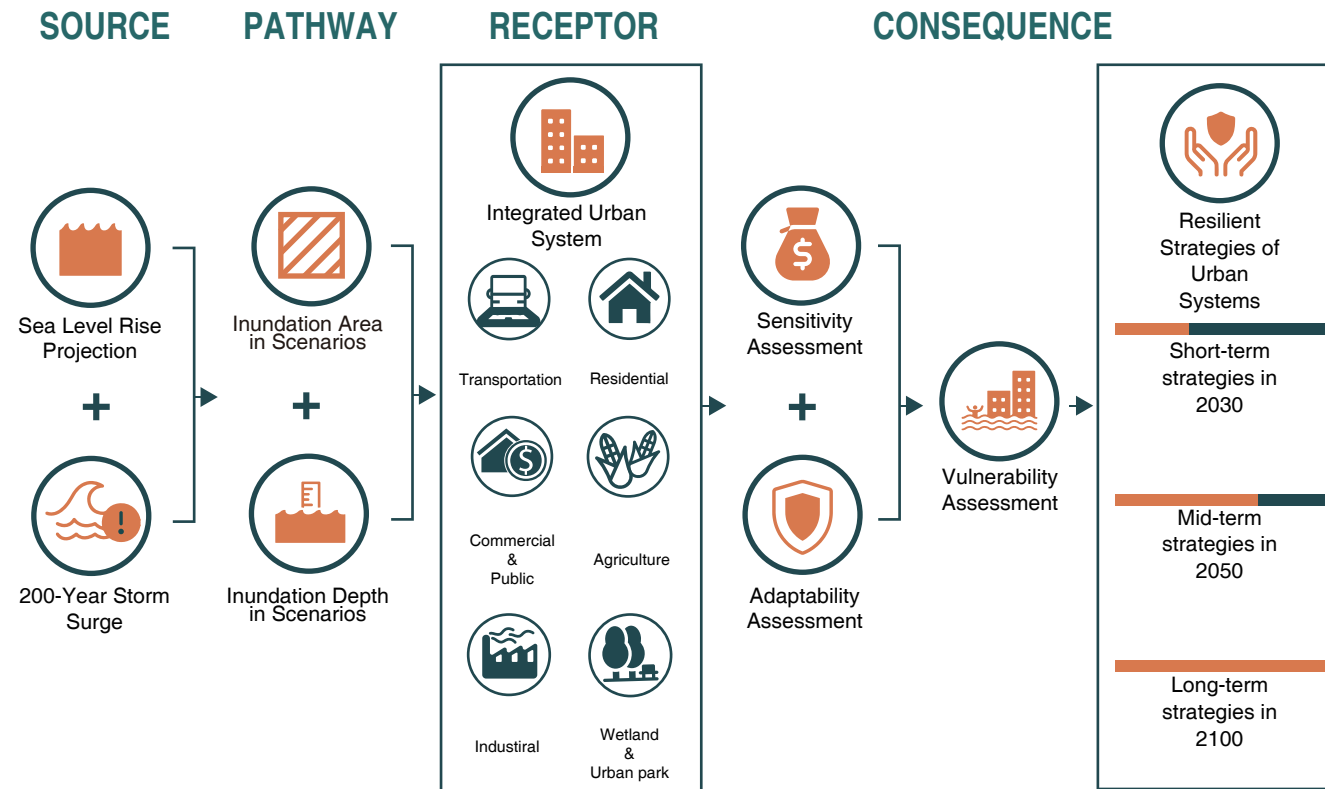 SOURCE
PATHWAY
RECEPTOR
CONSEQUENCE
Sea Level Rise
Projection
+
200-Year Storm
Surge
Inundation Area
in Scenarios
+
Inundation Depth
in Scenarios
Integrated Urban
System
Transportation
Residential
$
Commercial
&
Public
Agriculture
Industiral
Wetland
&
Urban park
$
Sensitivity
Assessment
+
Adaptability
Assessment
Vulnerability
Assessment
Resilient
Strategies of
Urban
Systems
Short-term
strategies in
2030
Mid-term
strategies in
2050
Long-term
strategies in
2100